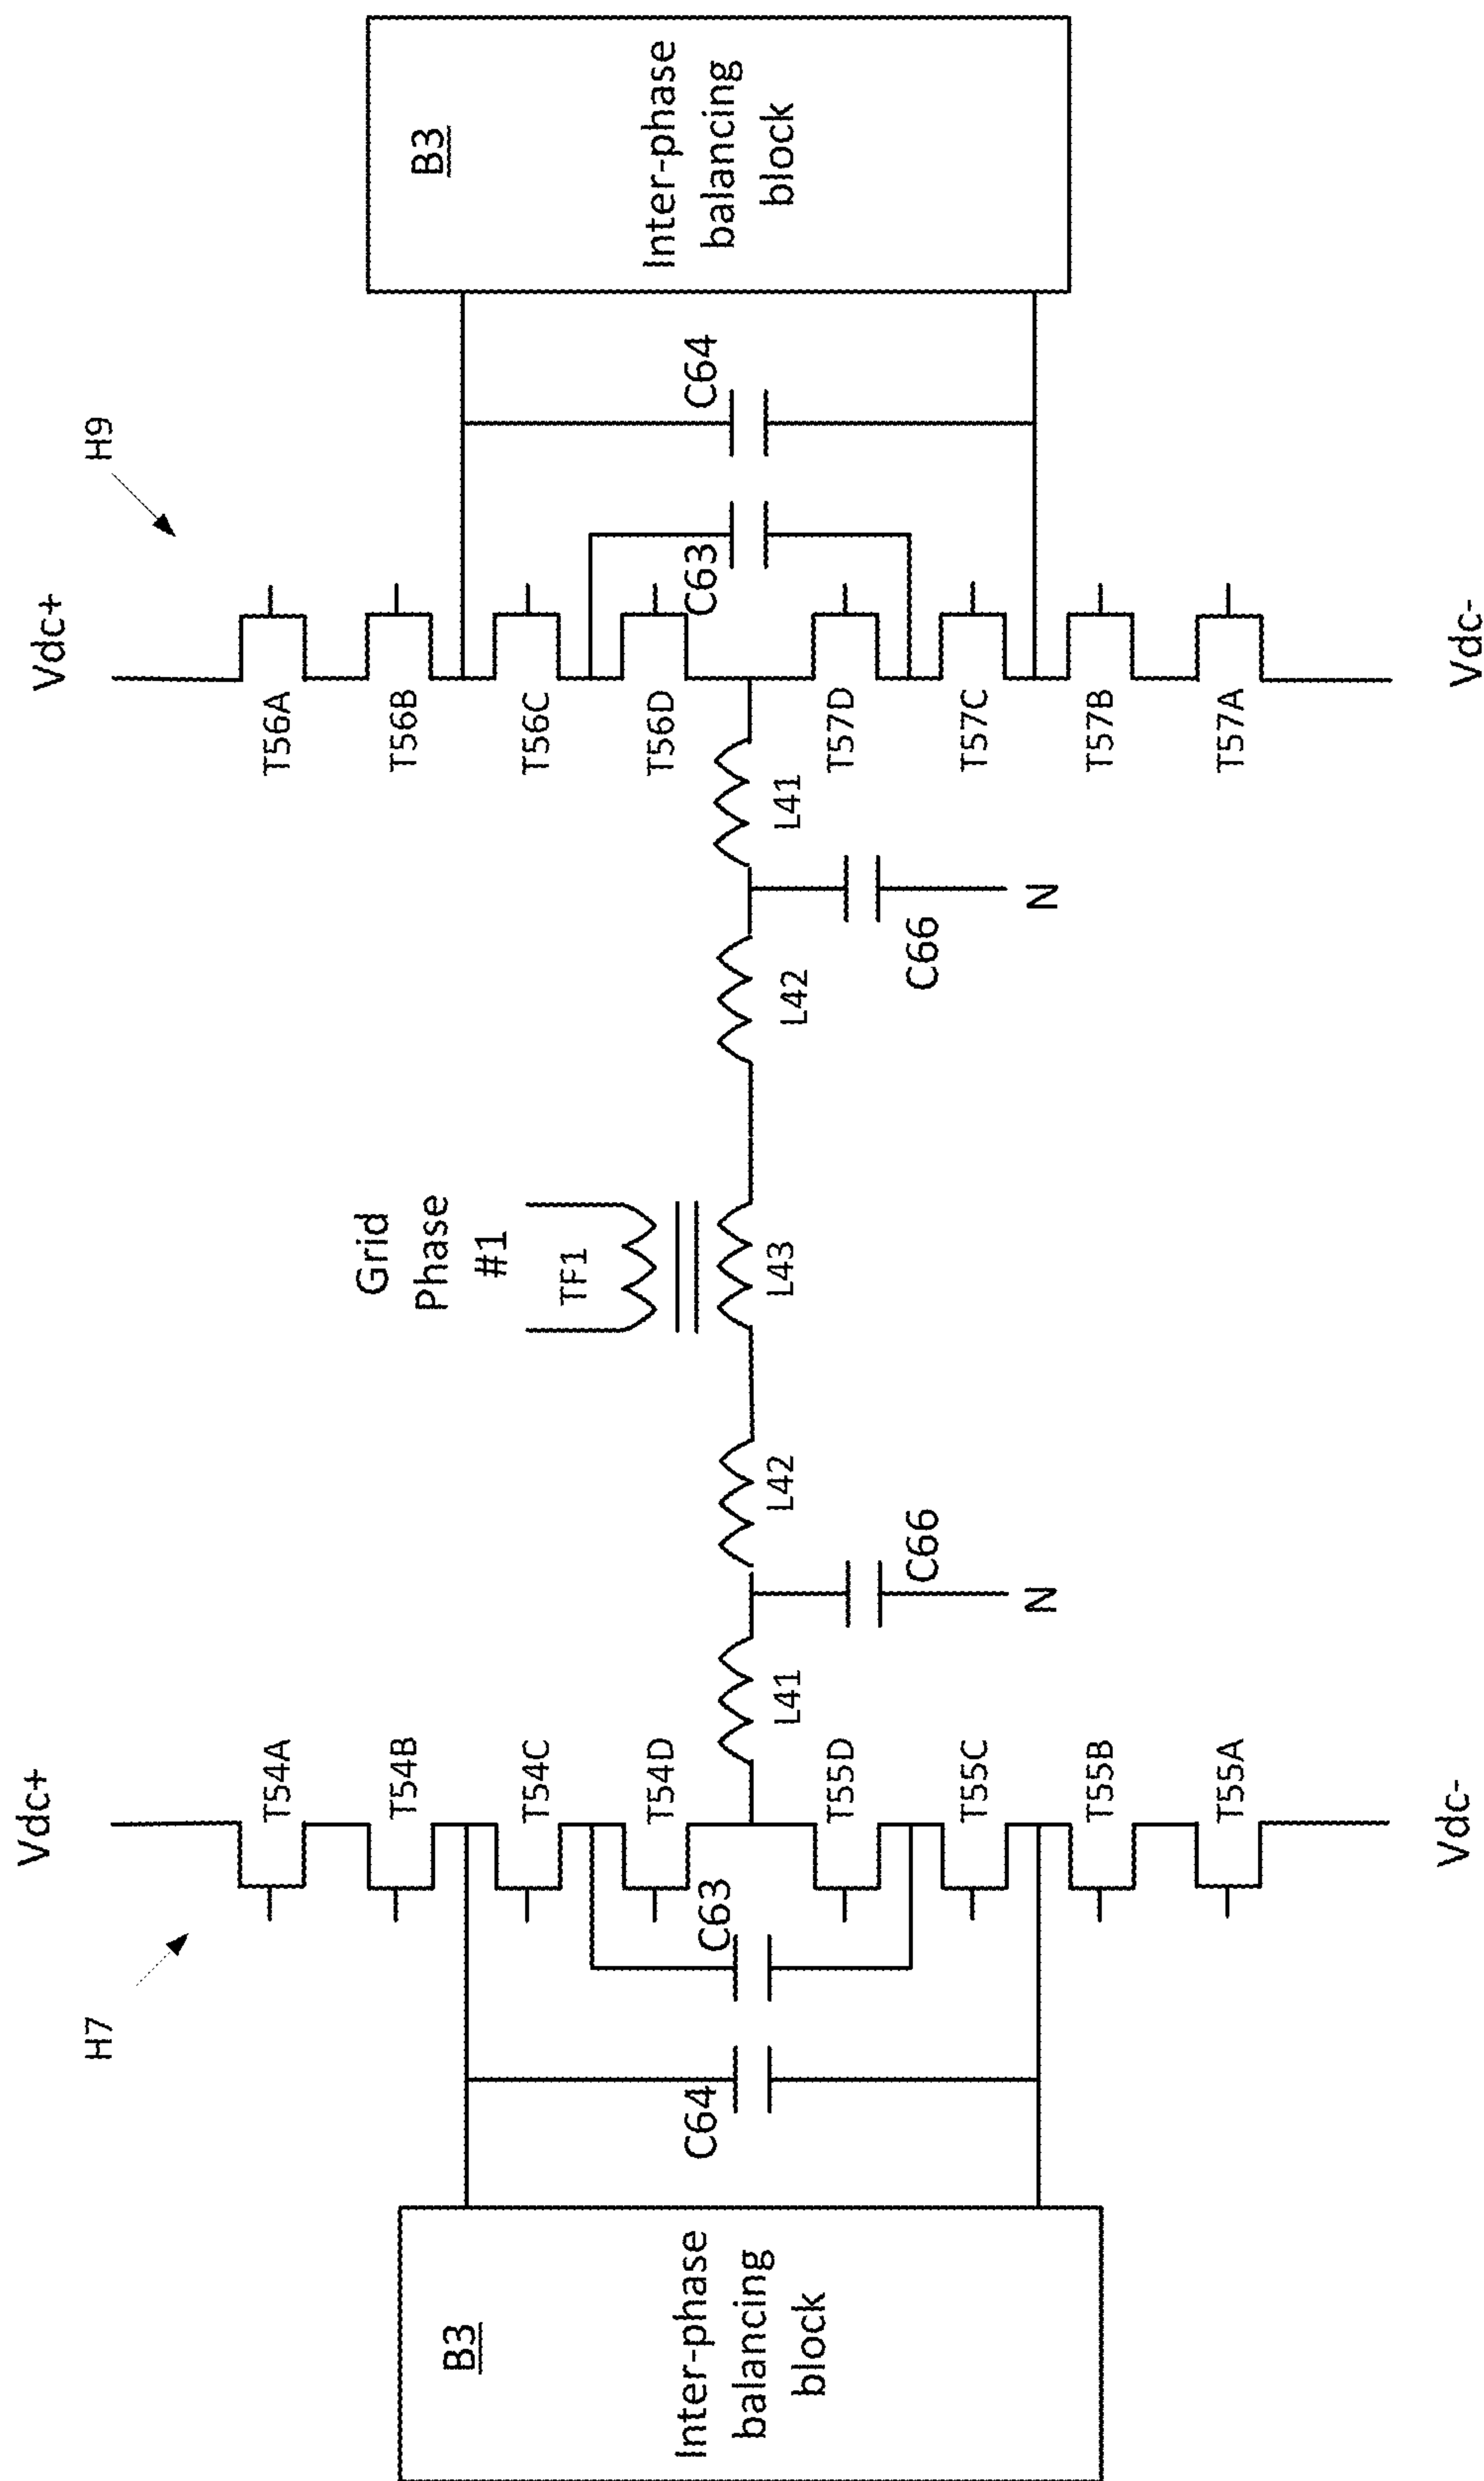 Vdc+
Vdc+
H7
H9
T54A
T56A
Grid
Phase
#1
T54B
T56B
B3
B3
T54C
T56C
TF1
T54D
T56D
Inter-phase
balancing
block
C64
C63
C63
C64
Inter-phase
balancing
block
L41
L42
L43
L42
L41
T55D
T57D
C66
C66
T55C
T57C
N
N
T55B
T57B
T55A
T57A
Vdc-
Vdc-